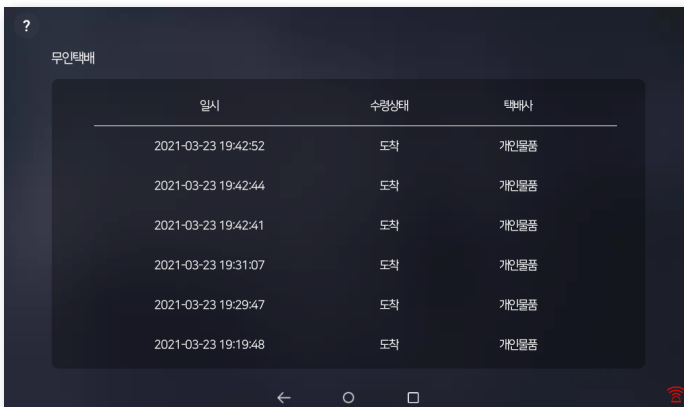 ?
무인택배
일시 수령상태 택배사
2021-03-23 19:42:52 도착 개인물품
2021-03-23 19:42:44 도착 개인물품
2021-03-23 19:42:41 도착 개인물품
2021-03-23 19:31:07 도착 개인물품
2021-03-23 19:29:47 도착 개인물품
2021-03-23 19:19:48 도착 개인물품